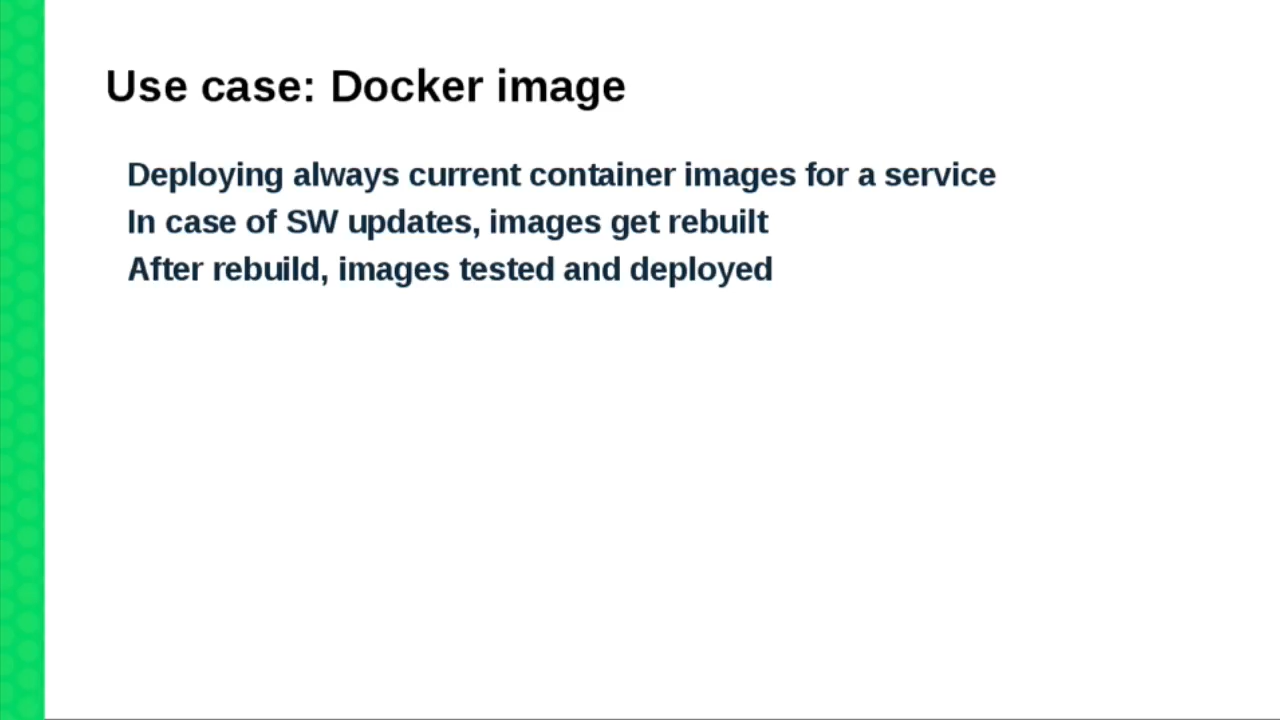 Use case: Docker image
Deploying always current container images for a service
In case of SW updates, images get rebuilt
After rebuild, images tested and deployed